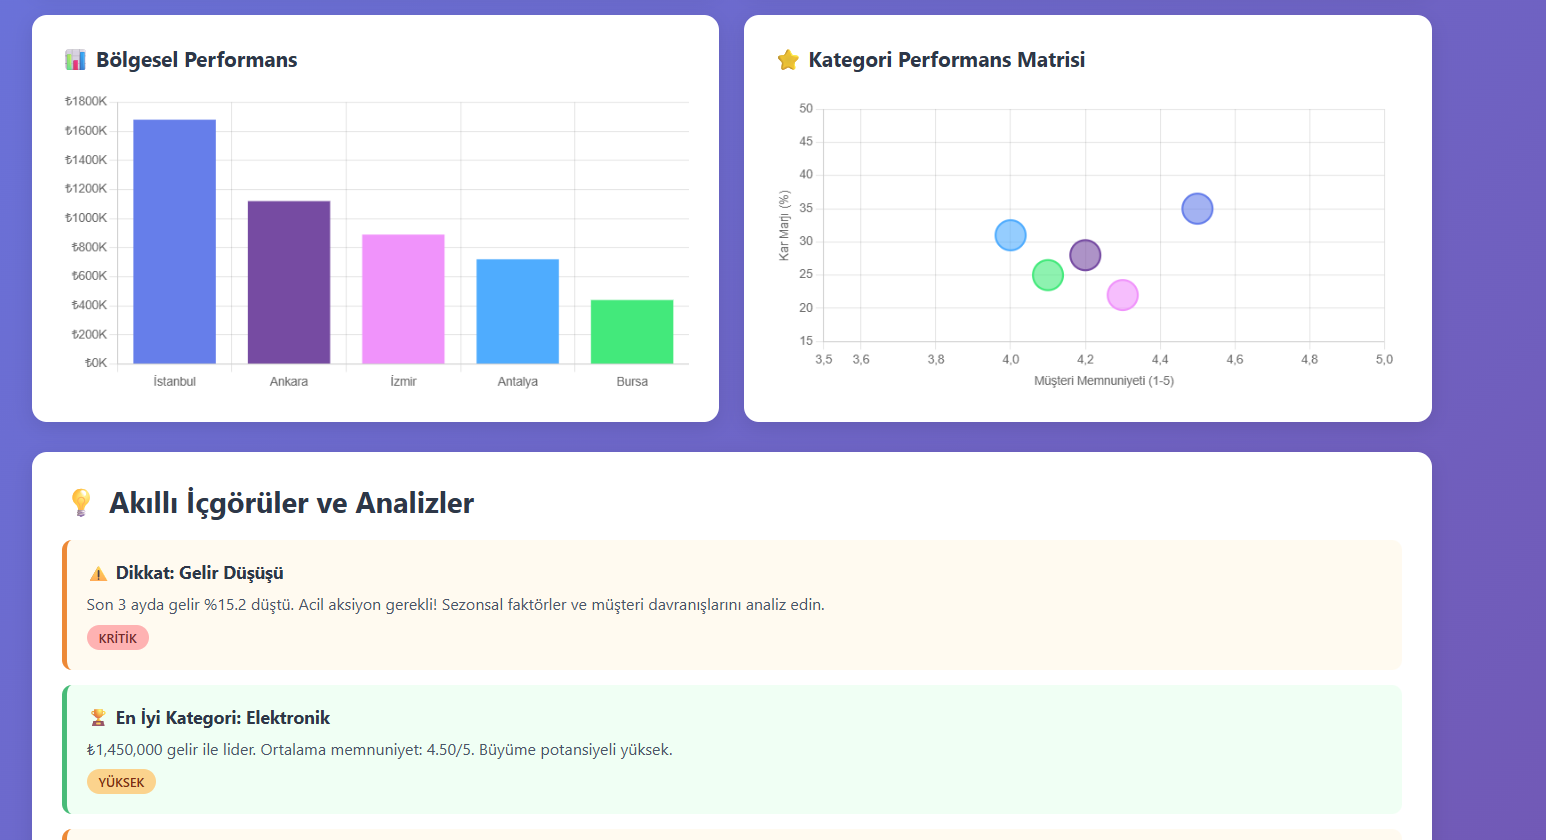 Bölgesel Performans
₺1800K
₺1600K
₺1400K
₺1200K
₺1000K
₺800K
₺600K
₺400K
₺200K
₺0K
İstanbul
Ankara
İzmir
Antalya
Bursa
Kategori Performans Matrisi
Kar Marjı (%)
50
45
40
35
30
25
20
15
3,5
3,6
3,8
4,0
4,2
4,4
4,6
4,8
5,0
Müşteri Memnuniyeti (1-5)
Akıllı İçgörüler ve Analizler
Dikkat: Gelir Düşüşü
Son 3 ayda gelir %15.2 düştü. Acil aksiyon gerekli! Sezonsal faktörler ve müşteri davranışlarını analiz edin.
KRİTİK
En İyi Kategori: Elektronik
₺1,450,000 gelir ile lider. Ortalama memnuniyet: 4.50/5. Büyüme potansiyeli yüksek.
YÜKSEK